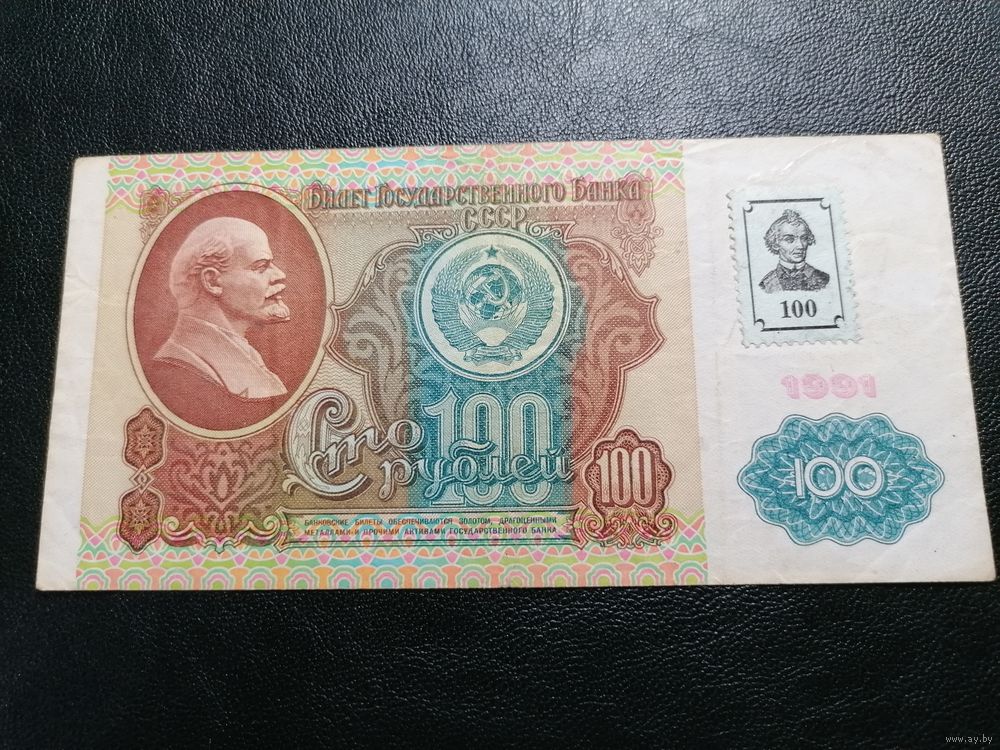 Билет Государственного Банка
СССР
100
1991
Сто 100
рублей
100
100
100
БАНКОВСКИЕ БИЛЕТЫ ОБЕСПЕЧИВАЮТСЯ ЗОЛОТОМ, ДРАГОЦЕННЫМИ
МЕТАЛЛАМИ И ПРОЧИМИ АКТИВАМИ ГОСУДАРСТВЕННОГО БАНКА
www.ay.by